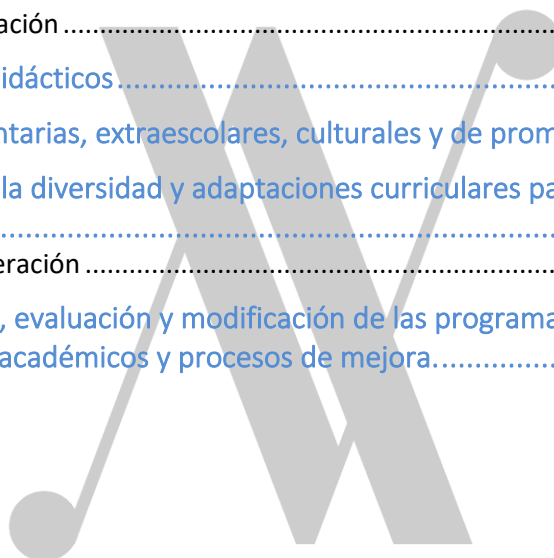 ación ........................................................................
idácticos ..............................................................
ntarias, extraescolares, culturales y de prom
la diversidad y adaptaciones curriculares pa
................................................................................
eración ....................................................................
, evaluación y modificación de las programa
académicos y procesos de mejora. ................